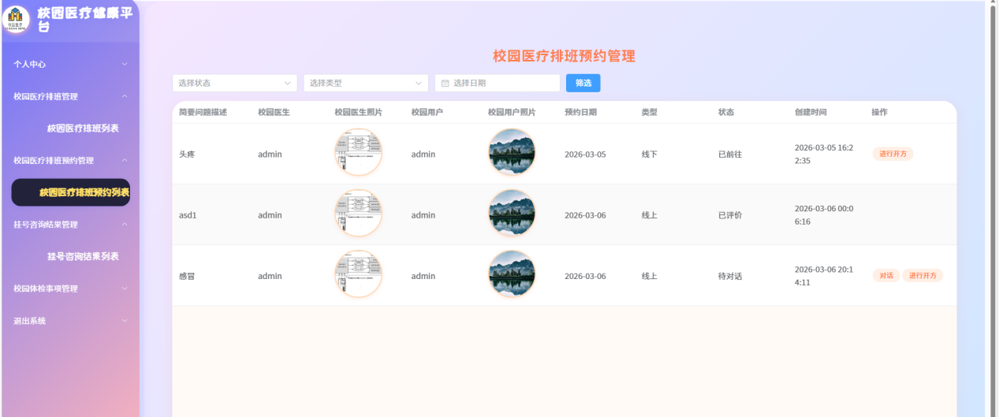 校园医疗健康平
台
个人中心
校园医疗排班管理
校园医疗排班列表
校园医疗排班预约管理
校园医疗排班预约列表
挂号咨询结果管理
挂号咨询结果列表
校园体检事项管理
退出系统
校园医疗排班预约管理
选择状态 选择类型 选择日期 筛选
简要问题描述 校园医生 校园医生照片 校园用户 校园用户照片 预约日期 类型 状态 创建时间 操作
头疼 admin admin 2026-03-05 线下 已前往 2026-03-05 16:2
2:35 进行开方
asd1 admin admin 2026-03-06 线上 已评价 2026-03-06 00:0
6:16
感冒 admin admin 2026-03-06 线上 待对话 2026-03-06 20:1
4:11 对话 进行开方